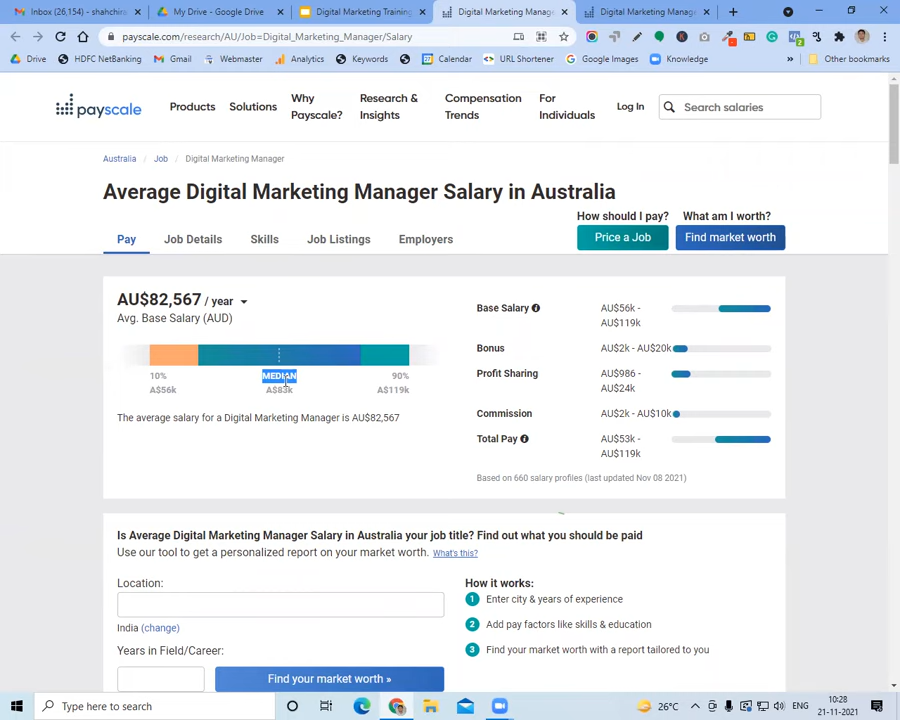 Inbox (26,154) - shahchira
My Drive - Google Drive
Digital Marketing Training
Digital Marketing Manage
Digital Marketing Manage
payscale.com/research/AU/Job=Digital_Marketing_Manager/Salary
Drive
HDFC NetBanking
Gmail
Webmaster
Analytics
Keywords
Calendar
URL Shortener
Google Images
Knowledge
»
Other bookmarks
payscale
Products
Solutions
Why Payscale?
Research & Insights
Compensation Trends
For Individuals
Log In
Search salaries
Australia / Job / Digital Marketing Manager
Average Digital Marketing Manager Salary in Australia
How should I pay?
What am I worth?
Pay
Job Details
Skills
Job Listings
Employers
Price a Job
Find market worth
AU$82,567 / year
Avg. Base Salary (AUD)
10%
MEDIAN
90%
A$56k
A$83k
A$119k
The average salary for a Digital Marketing Manager is AU$82,567
Base Salary
AU$56k - AU$119k
Bonus
AU$2k - AU$20k
Profit Sharing
AU$986 - AU$24k
Commission
AU$2k - AU$10k
Total Pay
AU$53k - AU$119k
Based on 660 salary profiles (last updated Nov 08 2021)
Is Average Digital Marketing Manager Salary in Australia your job title? Find out what you should be paid
Use our tool to get a personalized report on your market worth. What's this?
Location:
India (change)
Years in Field/Career:
Find your market worth »
How it works:
1 Enter city & years of experience
2 Add pay factors like skills & education
3 Find your market worth with a report tailored to you
Type here to search
26°C
ENG
10:28
21-11-2021